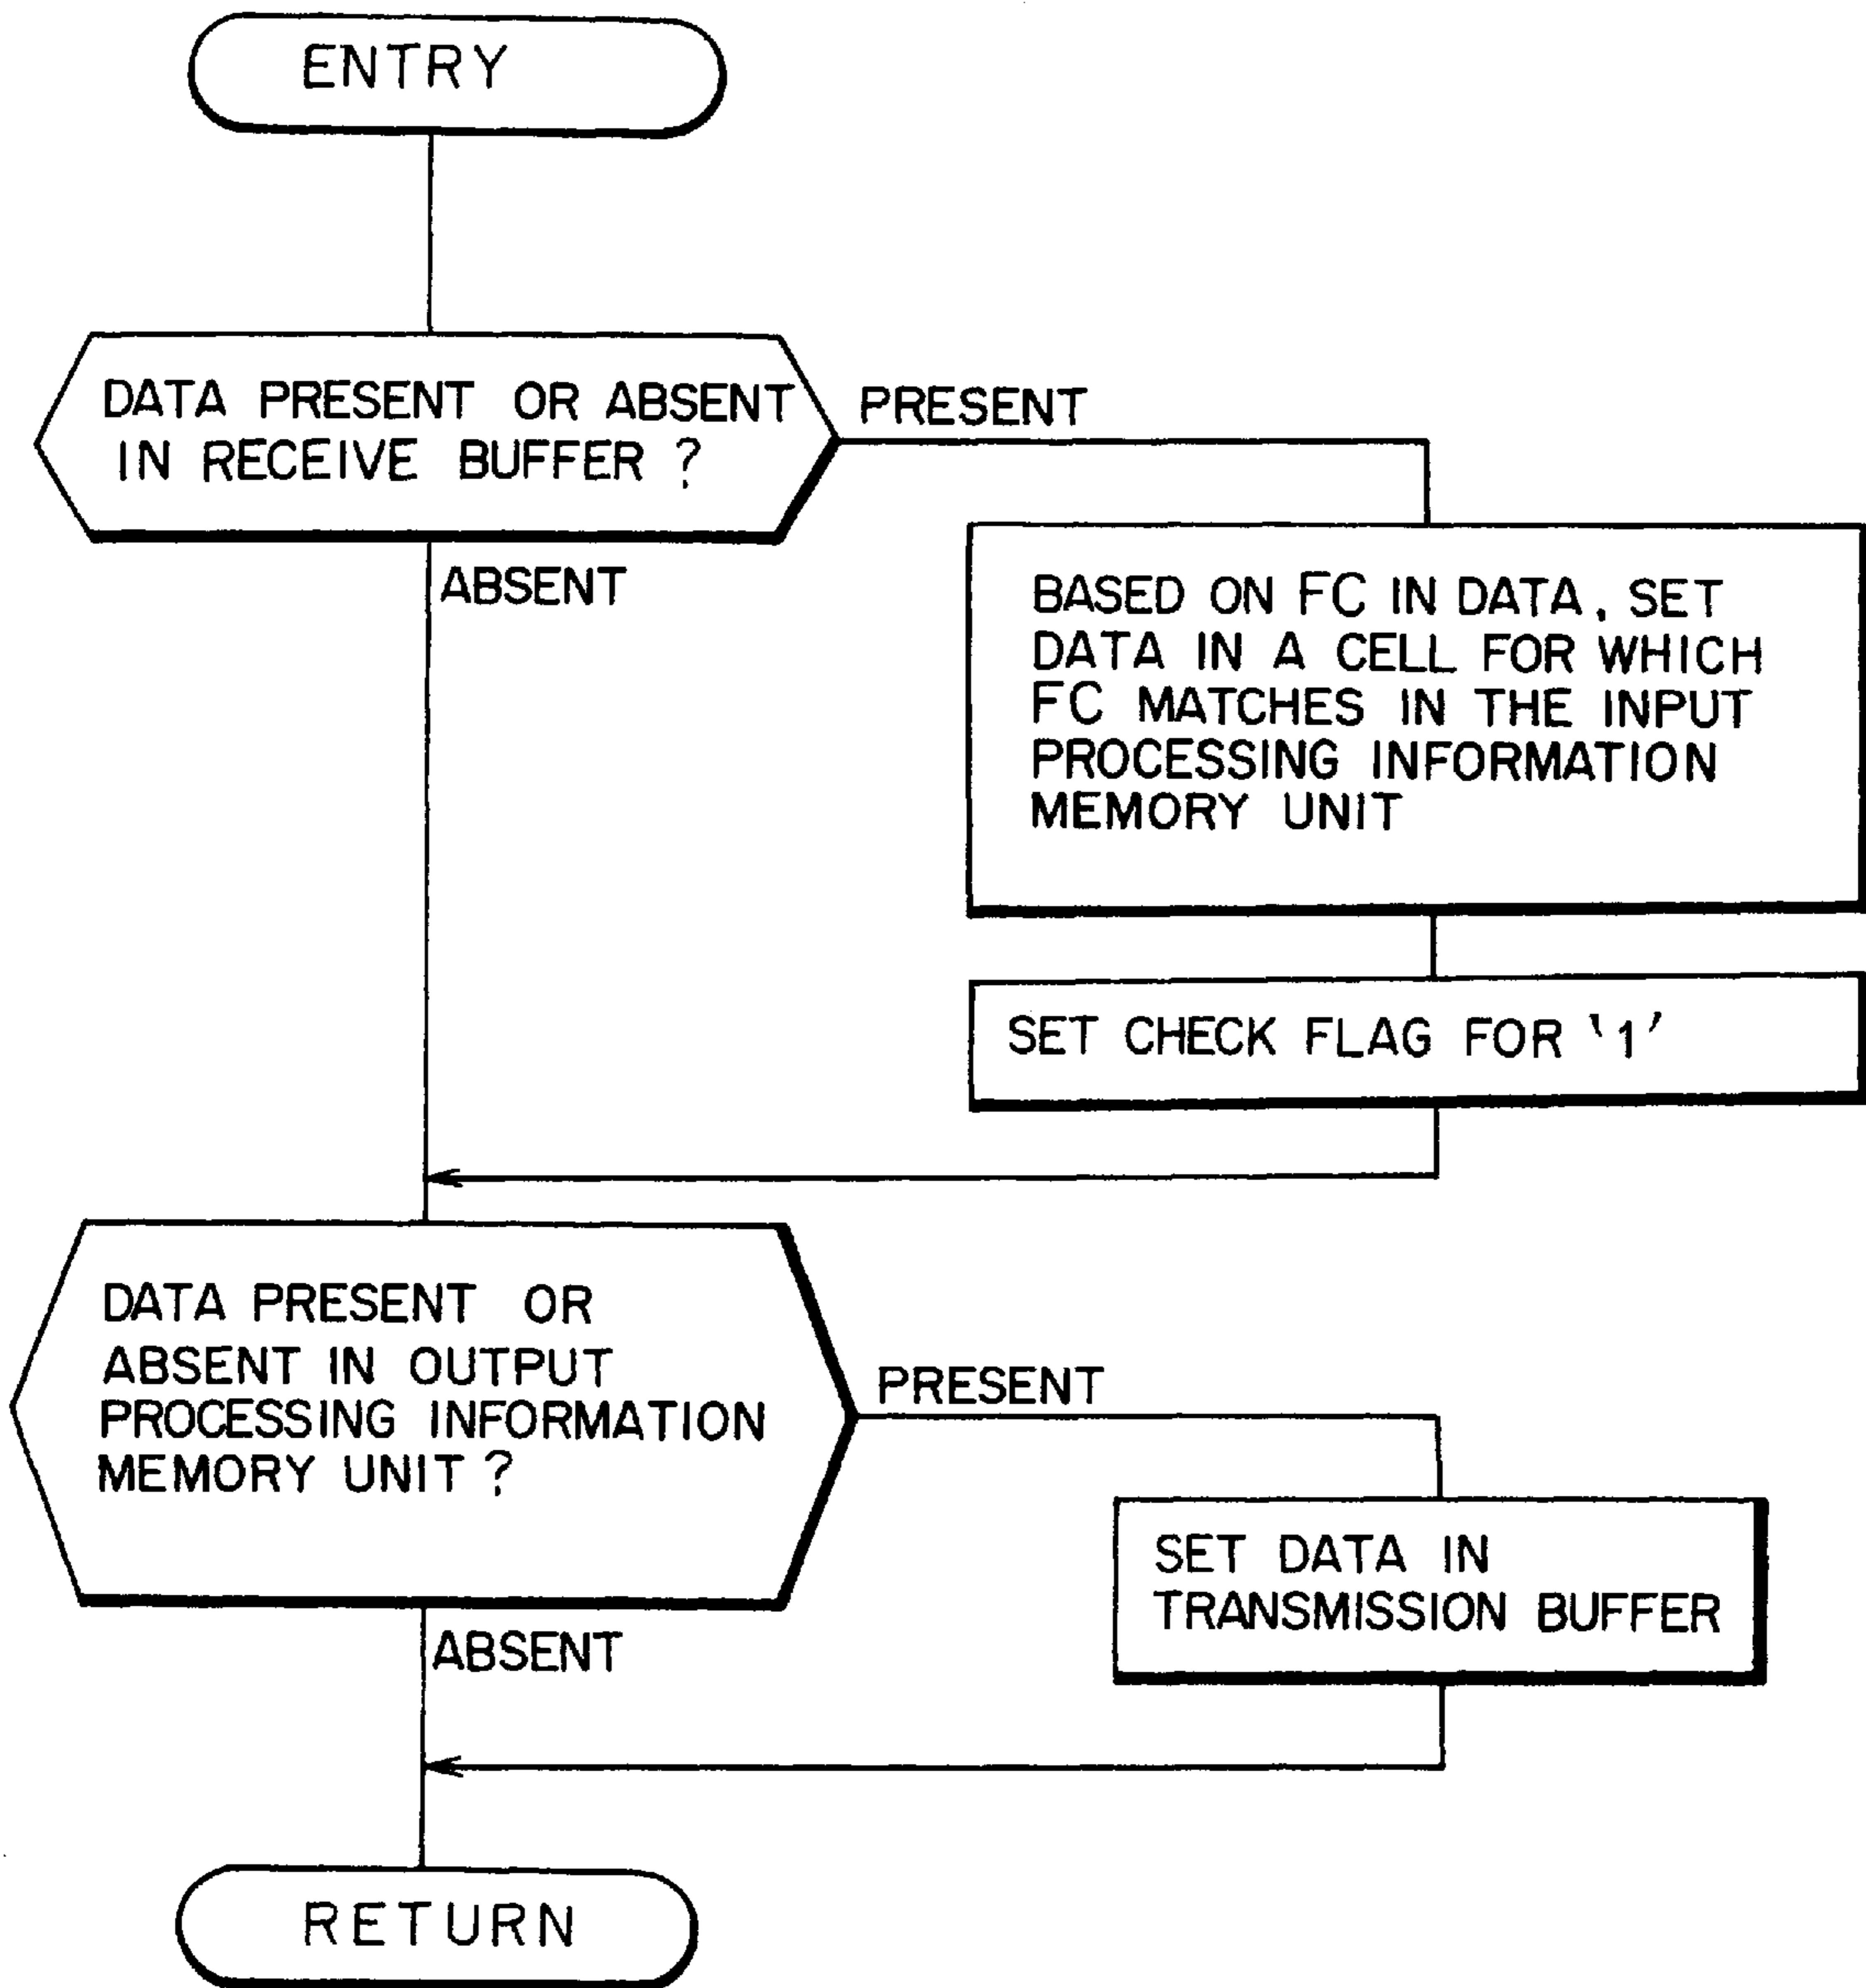 ENTRY
DATA PRESENT OR ABSENT
IN RECEIVE BUFFER ?
PRESENT
ABSENT
BASED ON FC IN DATA, SET
DATA IN A CELL FOR WHICH
FC MATCHES IN THE INPUT
PROCESSING INFORMATION
MEMORY UNIT
SET CHECK FLAG FOR '1'
DATA PRESENT OR
ABSENT IN OUTPUT
PROCESSING INFORMATION
MEMORY UNIT ?
PRESENT
ABSENT
SET DATA IN
TRANSMISSION BUFFER
RETURN